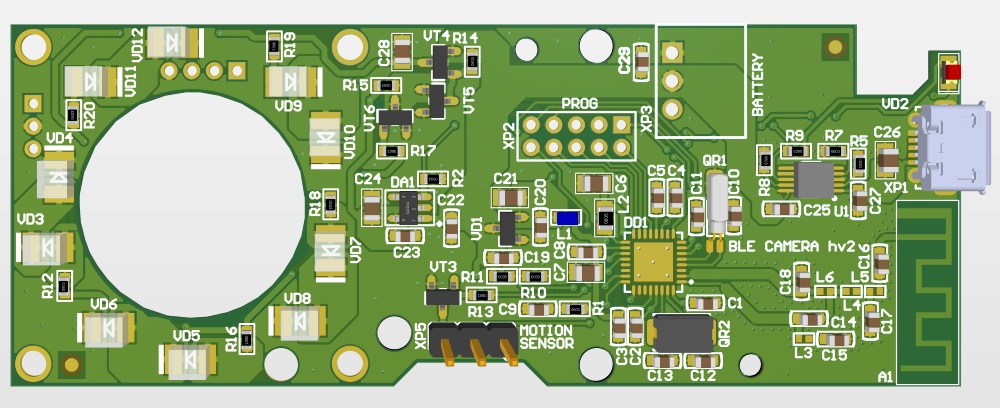 VD12
R19
C28
VT4
R14
C29
BATTERY
VD11
VD9
R15
VT5
VD2
R20
VT6
PROG
XP2
XP3
VD4
VD10
R17
R9
R7
R5
C26
QR1
R8
XP1
C24
DA1
R2
C21
C6
C5
C4
C11
C10
R18
C22
C20
L2
C25
U1
C27
VD3
VD1
L1
DD1
C23
C8
BLE CAMERA hv2
VD7
C19
C7
C16
R12
VT3
R11
C18
L6
L5
R10
R13
C9
R1
C1
L4
VD6
VD8
C14
C17
VD5
R16
XP5
MOTION
SENSOR
C3
C2
QR2
L3
C15
C13
C12
A1